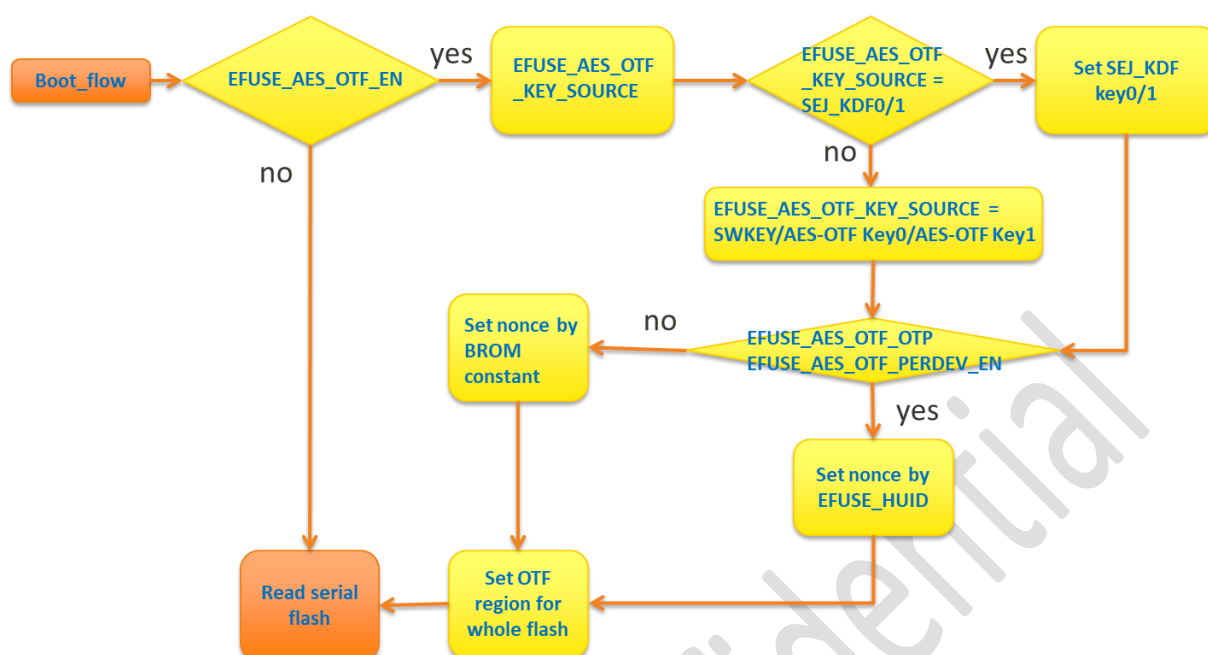 Boot_flow
EFUSE_AES_OTF_EN
yes
EFUSE_AES_OTF
_KEY_SOURCE
EFUSE_AES_OTF
_KEY_SOURCE =
SEJ_KDF0/1
yes
Set SEJ_KDF
key0/1
no
no
EFUSE_AES_OTF_KEY_SOURCE =
SWKEY/AES-OTF Key0/AES-OTF Key1
EFUSE_AES_OTF_OTP
EFUSE_AES_OTF_PERDEV_EN
no
Set nonce by
BROM
constant
yes
Set nonce by
EFUSE_HUID
Read serial
flash
Set OTF
region for
whole flash